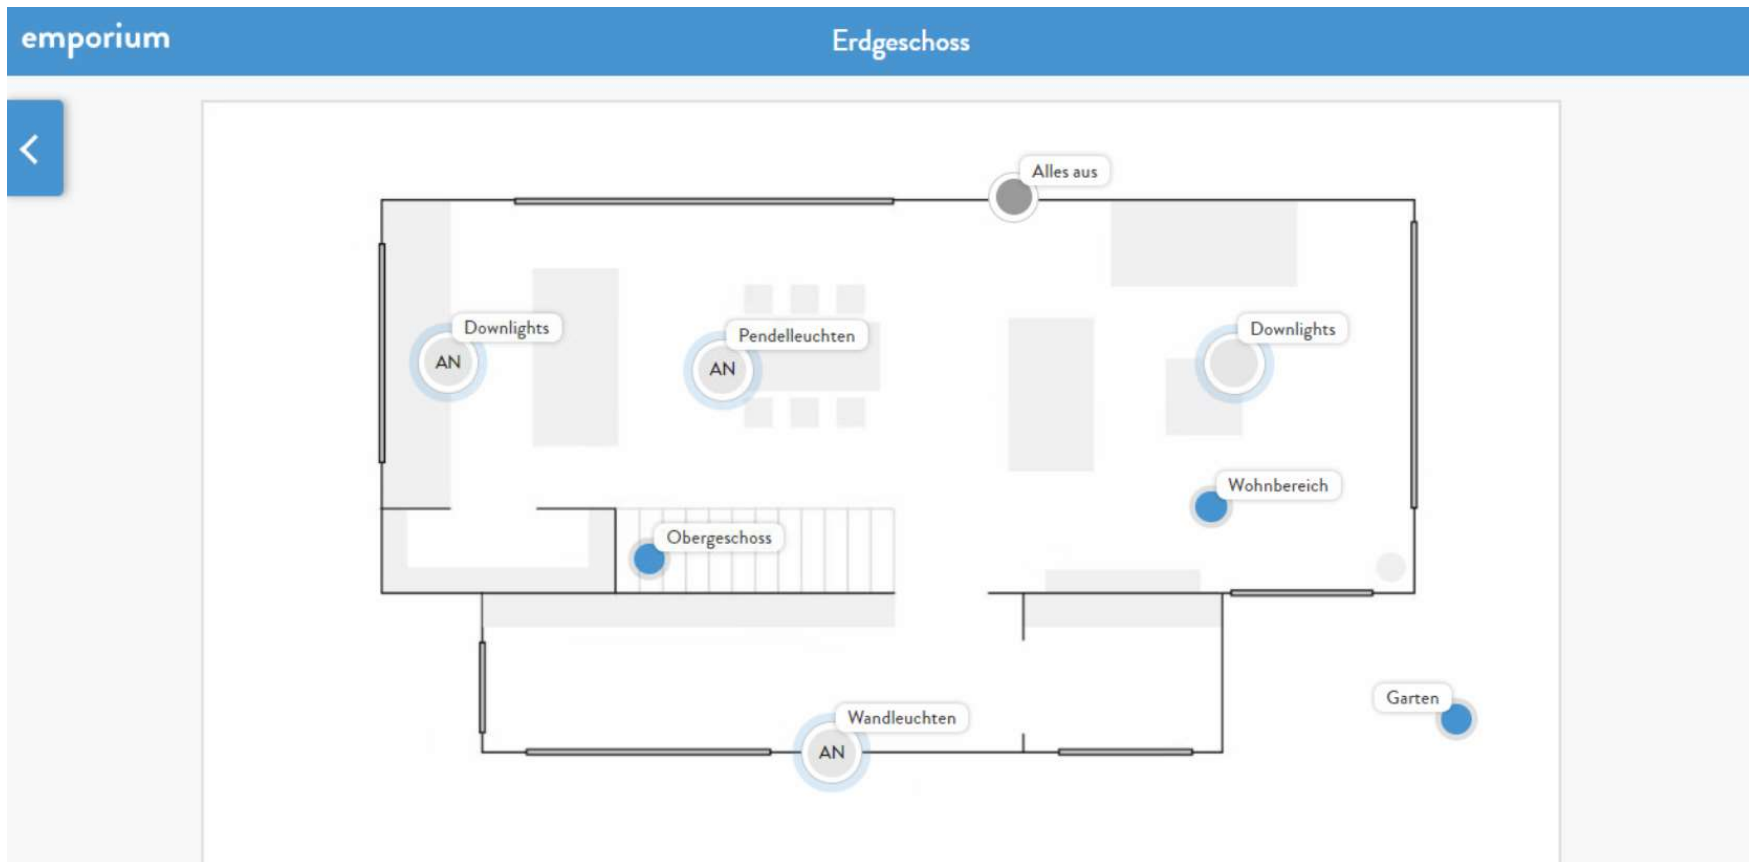 emporium
Erdgeschoss
Alles aus
Downlights
AN
Pendelleuchten
AN
Downlights
Wohnbereich
Obergeschoss
Garten
Wandleuchten
AN